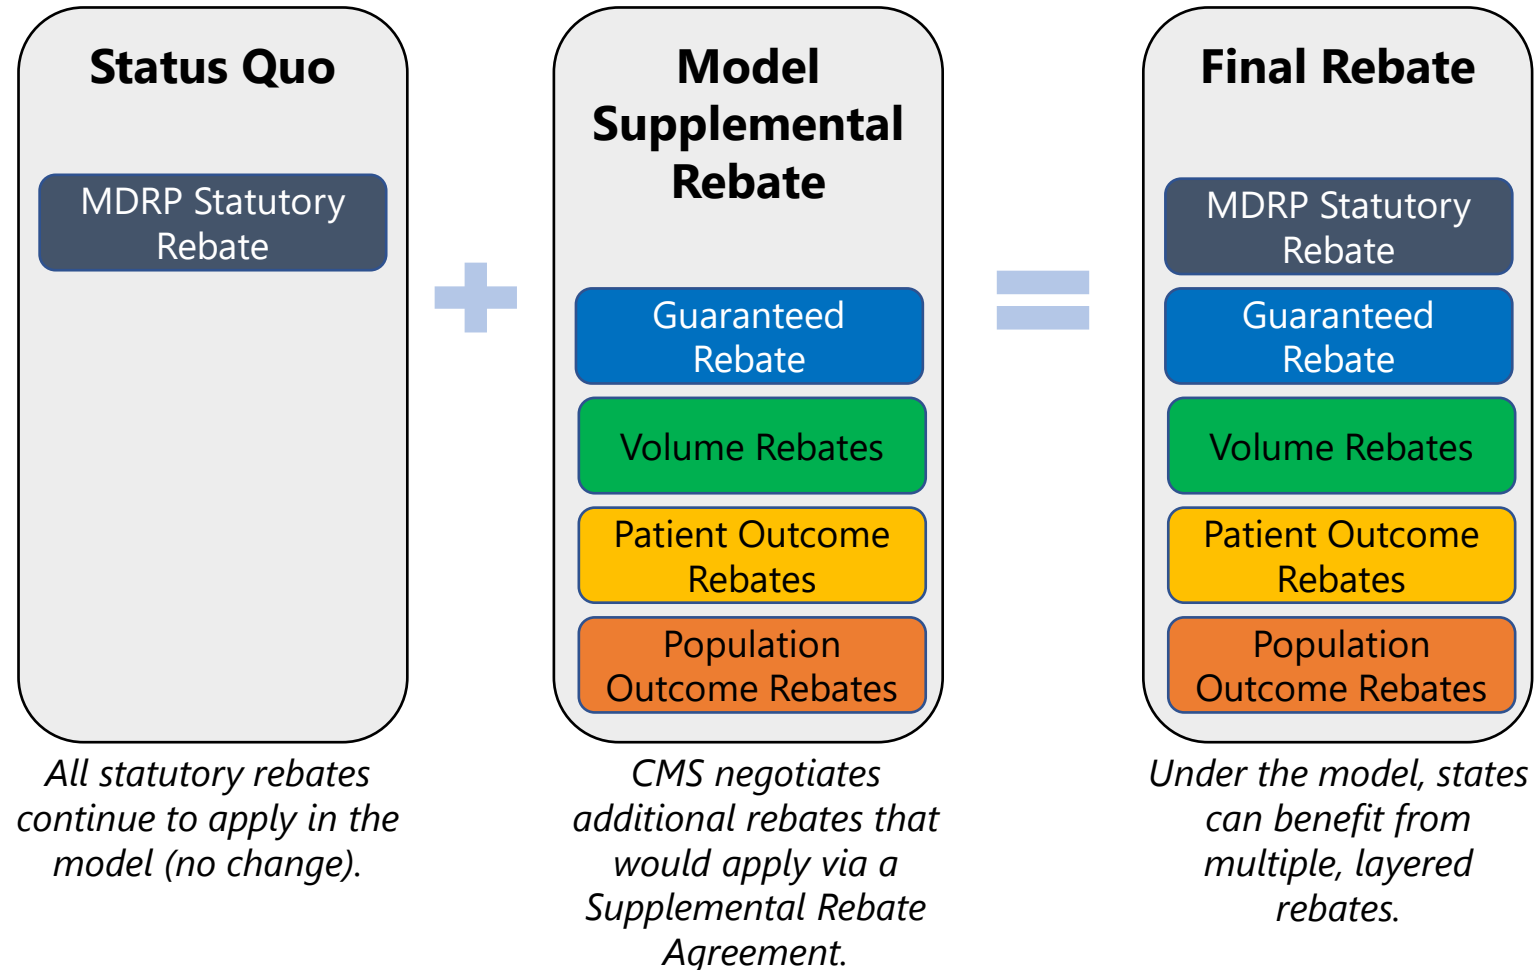 Status Quo
MDRP Statutory
Rebate
All statutory rebates
continue to apply in the
model (no change).
Model
Supplemental
Rebate
Guaranteed
Rebate
Volume Rebates
Patient Outcome
Rebates
Population
Outcome Rebates
CMS negotiates
additional rebates that
would apply via a
Supplemental Rebate
Agreement.
Final Rebate
MDRP Statutory
Rebate
Guaranteed
Rebate
Volume Rebates
Patient Outcome
Rebates
Population
Outcome Rebates
Under the model, states
can benefit from
multiple, layered
rebates.